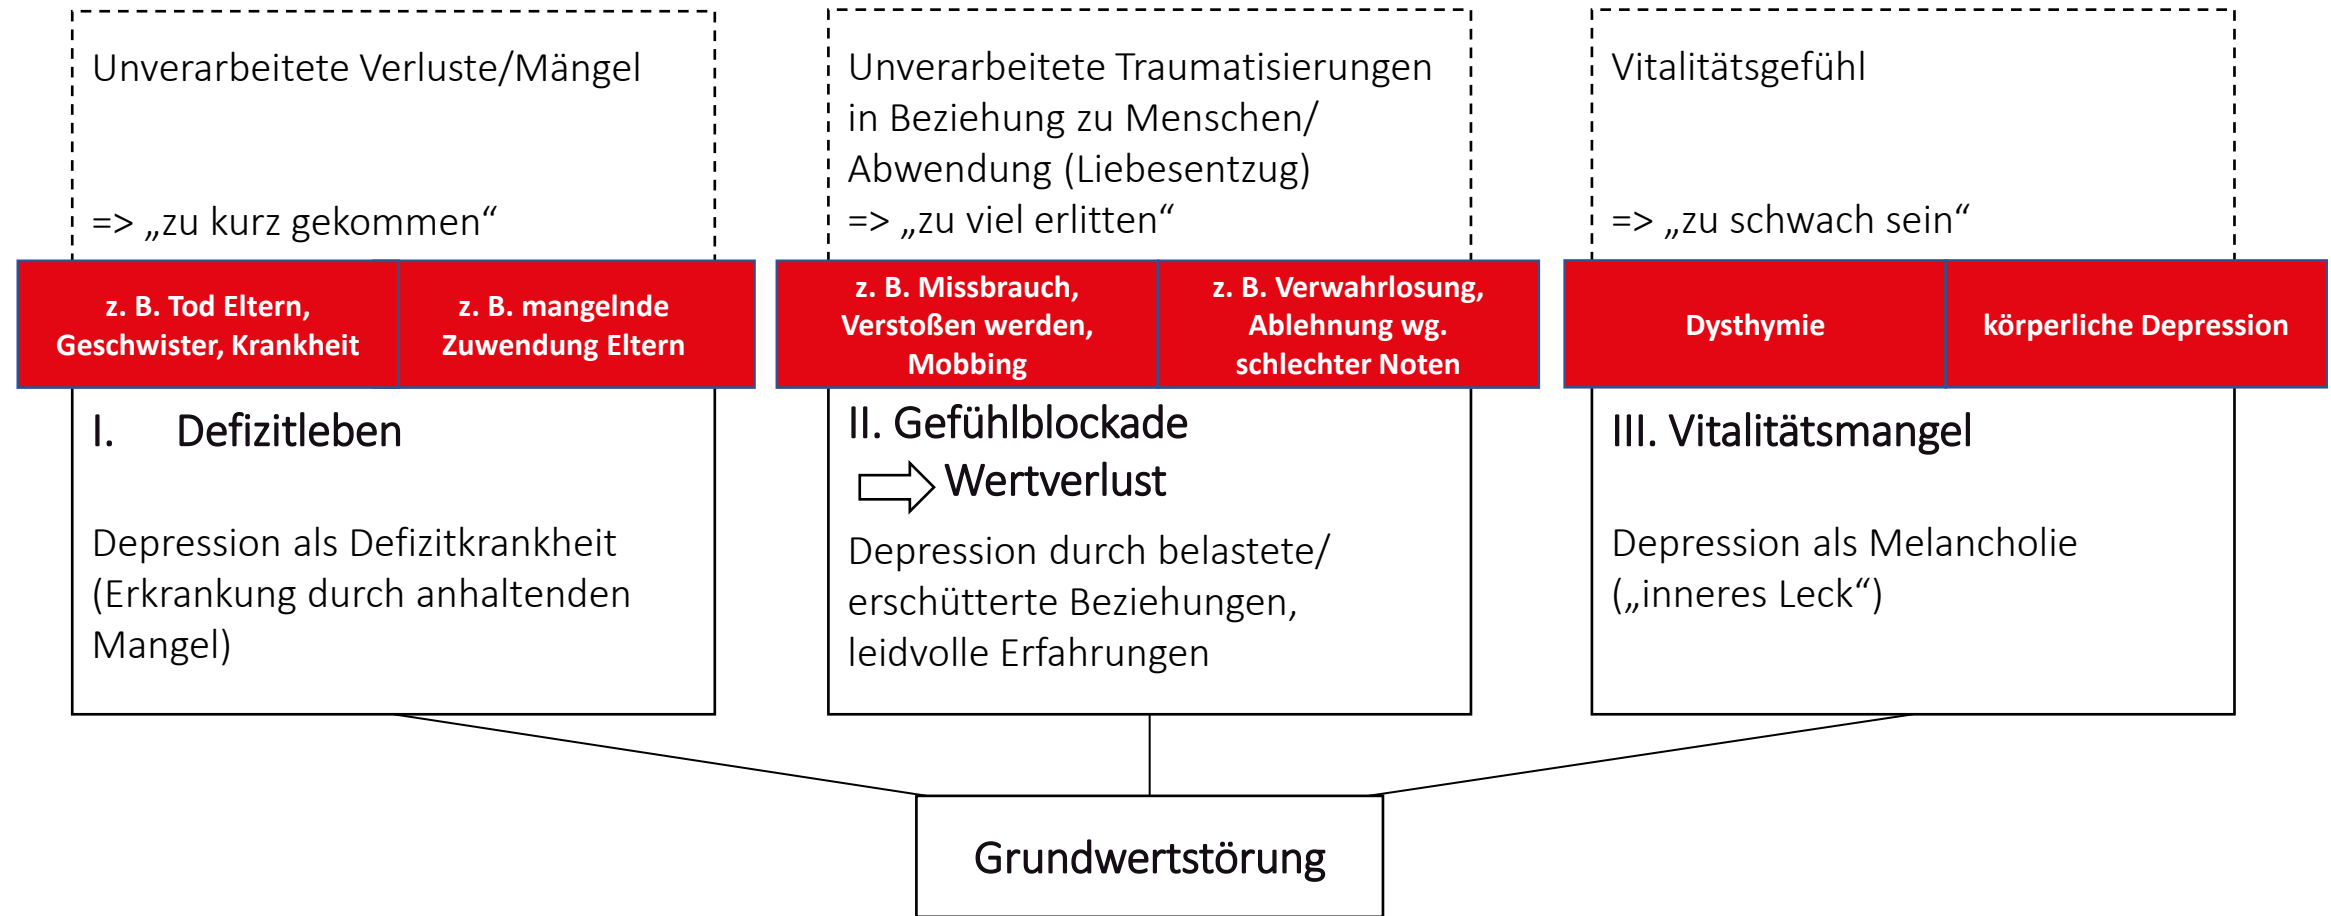 Unverarbeitete Verluste/Mängel
=> „zu kurz gekommen“
z. B. Tod Eltern,
Geschwister, Krankheit
z. B. mangelnde
Zuwendung Eltern
I. Defizitleben
Depression als Defizitkrankheit
(Erkrankung durch anhaltenden
Mangel)
Unverarbeitete Traumatisierungen
in Beziehung zu Menschen/
Abwendung (Liebesentzug)
=> „zu viel erlitten“
z. B. Missbrauch,
Verstoßen werden,
Mobbing
z. B. Verwahrlosung,
Ablehnung wg.
schlechter Noten
II. Gefühlblockade
Wertverlust
Depression durch belastete/
erschütterte Beziehungen,
leidvolle Erfahrungen
Vitalitätsgefühl
=> „zu schwach sein“
Dysthymie
körperliche Depression
III. Vitalitätsmangel
Depression als Melancholie
(„inneres Leck“)
Grundwertstörung